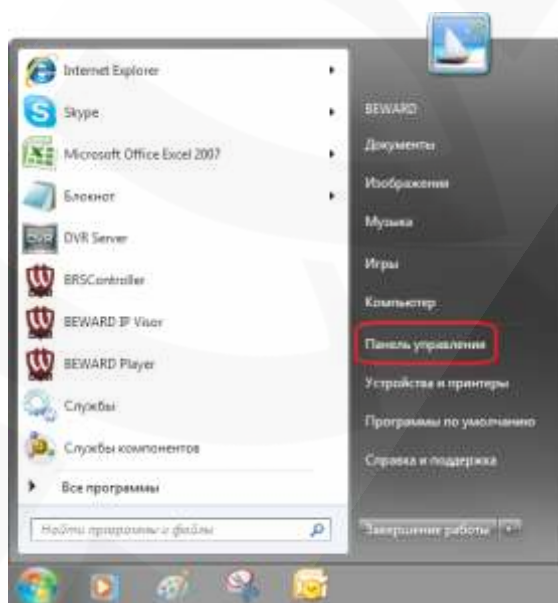 Internet Explorer
Skype
Microsoft Office Excel 2007
Блокнот
DVR Server
BRSController
BEWARD IP Visor
BEWARD Player
Службы
Службы компонентов
Все программы
Найти программы и файлы
BEWARD
Документы
Изображения
Музыка
Игры
Компьютер
Панель управления
Устройства и принтеры
Программы по умолчанию
Справка и поддержка
Завершение работы